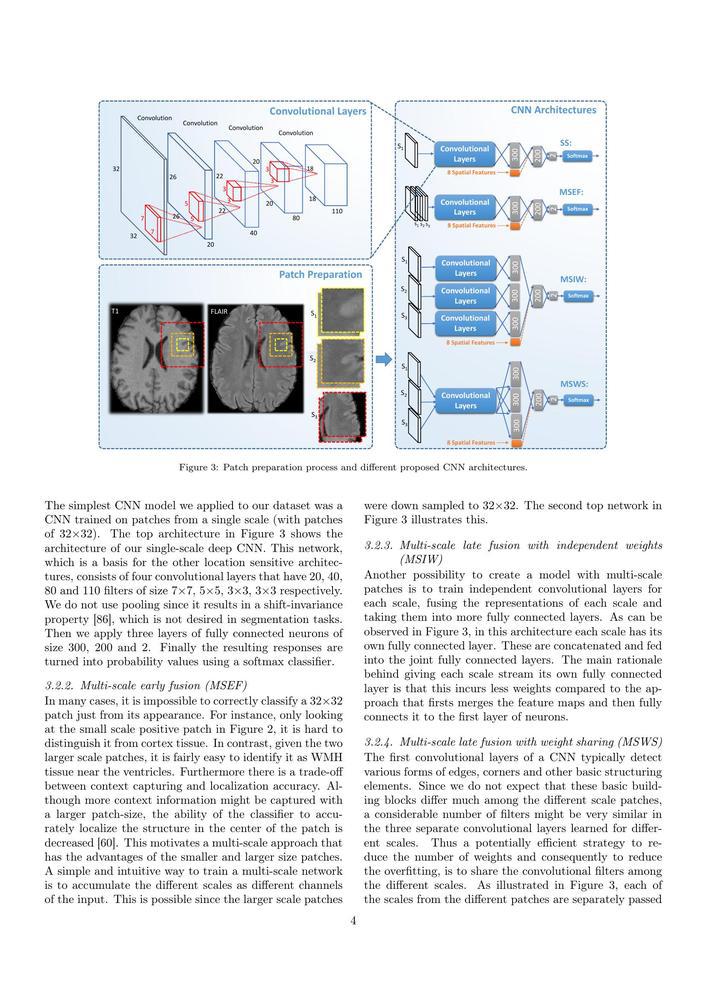 Convolutional Layers
Convolution
Convolution
Convolution
Convolution
32
32
7
7
26
26
5
5
20
22
22
3
3
40
20
20
3
3
80
18
18
110
Patch Preparation
T1
FLAIR
S1
S2
S3
CNN Architectures
S1
Convolutional
Layers
300
200
2
SS:
Softmax
8 Spatial Features
S1 S2 S3
Convolutional
Layers
300
200
2
MSEF:
Softmax
8 Spatial Features
S1
Convolutional
Layers
300
S2
Convolutional
Layers
300
200
2
MSIW:
Softmax
S3
Convolutional
Layers
300
8 Spatial Features
S1
S2
S3
Convolutional
Layers
300
300
300
200
2
MSWS:
Softmax
8 Spatial Features
Figure 3: Patch preparation process and different proposed CNN architectures.
The simplest CNN model we applied to our dataset was a
CNN trained on patches from a single scale (with patches
of 32×32). The top architecture in Figure 3 shows the
architecture of our single-scale deep CNN. This network,
which is a basis for the other location sensitive architec-
tures, consists of four convolutional layers that have 20, 40,
80 and 110 filters of size 7×7, 5×5, 3×3, 3×3 respectively.
We do not use pooling since it results in a shift-invariance
property [86], which is not desired in segmentation tasks.
Then we apply three layers of fully connected neurons of
size 300, 200 and 2. Finally the resulting responses are
turned into probability values using a softmax classifier.
3.2.2. Multi-scale early fusion (MSEF)
In many cases, it is impossible to correctly classify a 32×32
patch just from its appearance. For instance, only looking
at the small scale positive patch in Figure 2, it is hard to
distinguish it from cortex tissue. In contrast, given the two
larger scale patches, it is fairly easy to identify it as WMH
tissue near the ventricles. Furthermore there is a trade-off
between context capturing and localization accuracy. Al-
though more context information might be captured with
a larger patch-size, the ability of the classifier to accu-
rately localize the structure in the center of the patch is
decreased [60]. This motivates a multi-scale approach that
has the advantages of the smaller and larger size patches.
A simple and intuitive way to train a multi-scale network
is to accumulate the different scales as different channels
of the input. This is possible since the larger scale patches
were down sampled to 32×32. The second top network in
Figure 3 illustrates this.
3.2.3. Multi-scale late fusion with independent weights
(MSIW)
Another possibility to create a model with multi-scale
patches is to train independent convolutional layers for
each scale, fusing the representations of each scale and
taking them into more fully connected layers. As can be
observed in Figure 3, in this architecture each scale has its
own fully connected layer. These are concatenated and fed
into the joint fully connected layers. The main rationale
behind giving each scale stream its own fully connected
layer is that this incurs less weights compared to the ap-
proach that firsts merges the feature maps and then fully
connects it to the first layer of neurons.
3.2.4. Multi-scale late fusion with weight sharing (MSWS)
The first convolutional layers of a CNN typically detect
various forms of edges, corners and other basic structuring
elements. Since we do not expect that these basic build-
ing blocks differ much among the different scale patches,
a considerable number of filters might be very similar in
the three separate convolutional layers learned for differ-
ent scales. Thus a potentially efficient strategy to re-
duce the number of weights and consequently to reduce
the overfitting, is to share the convolutional filters among
the different scales. As illustrated in Figure 3, each of
the scales from the different patches are separately passed
4